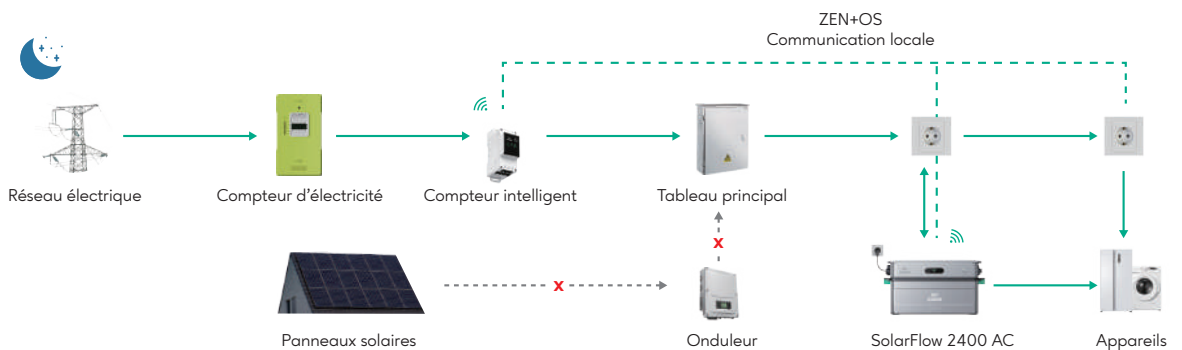 ZEN+OS
Communication locale
Réseau électrique
Compteur d'électricité
Compteur intelligent
Tableau principal
x
x
Panneaux solaires
Onduleur
SolarFlow 2400 AC
Appareils